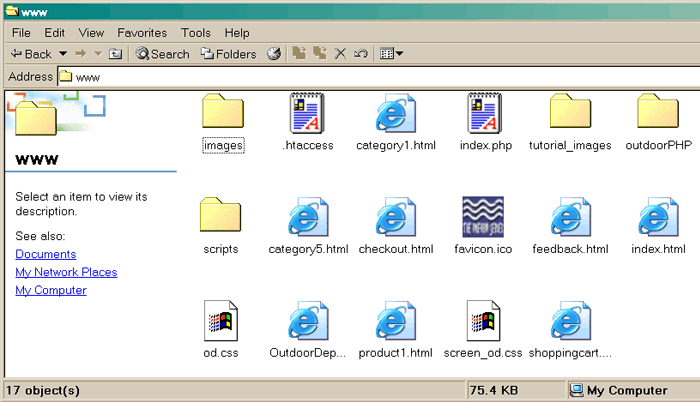 www
File Edit View Favorites Tools Help
Back Search Folders
Address www
www
Select an item to view its
description.
See also:
Documents
My Network Places
My Computer
images .htaccess category1.html index.php tutorial_images outdoorPHP
scripts category5.html checkout.html favicon.ico feedback.html index.html
od.css OutdoorDep... product1.html screen_od.css shoppingcart....
17 object(s) 75.4 KB My Computer